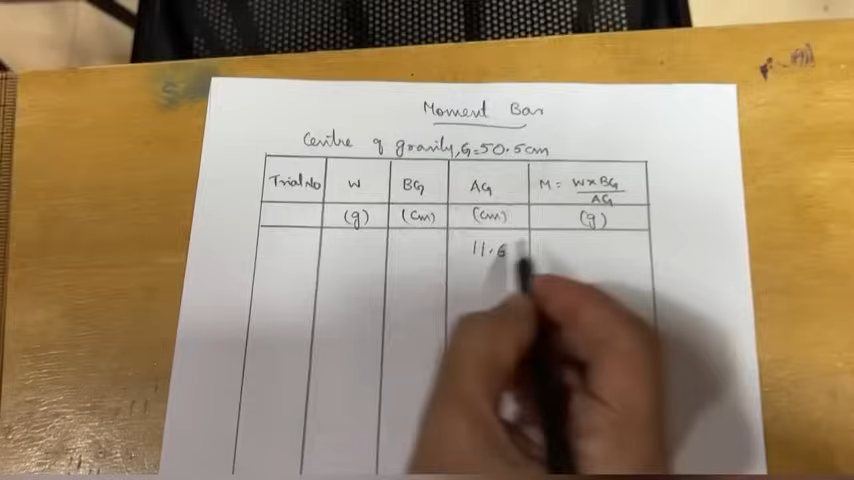 Moment Bar
Centre of gravity, G=50.5cm
Trial No W BG AG M = W×BG/AG
(g) (cm) (cm) (g)
11.6